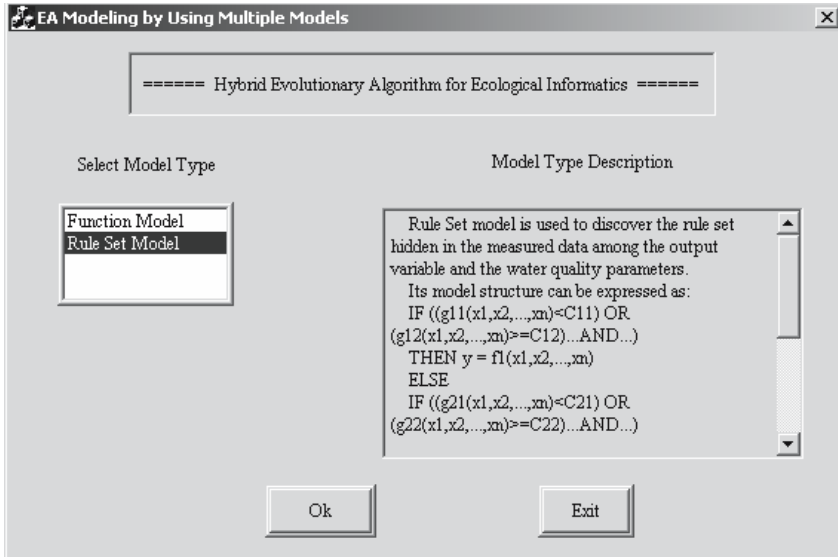 EA Modeling by Using Multiple Models
====== Hybrid Evolutionary Algorithm for Ecological Informatics ======
Select Model Type
Function Model
Rule Set Model
Model Type Description
Rule Set model is used to discover the rule set
hidden in the measured data among the output
variable and the water quality parameters.
Its model structure can be expressed as:
IF ((g11(x1,x2,...,xn)<C11) OR
(g12(x1,x2,...,xn)>=C12)...AND...)
THEN y = f1(x1,x2,...,xn)
ELSE
IF ((g21(x1,x2,...,xn)<C21) OR
(g22(x1,x2,...,xn)>=C22)...AND...)
Ok
Exit